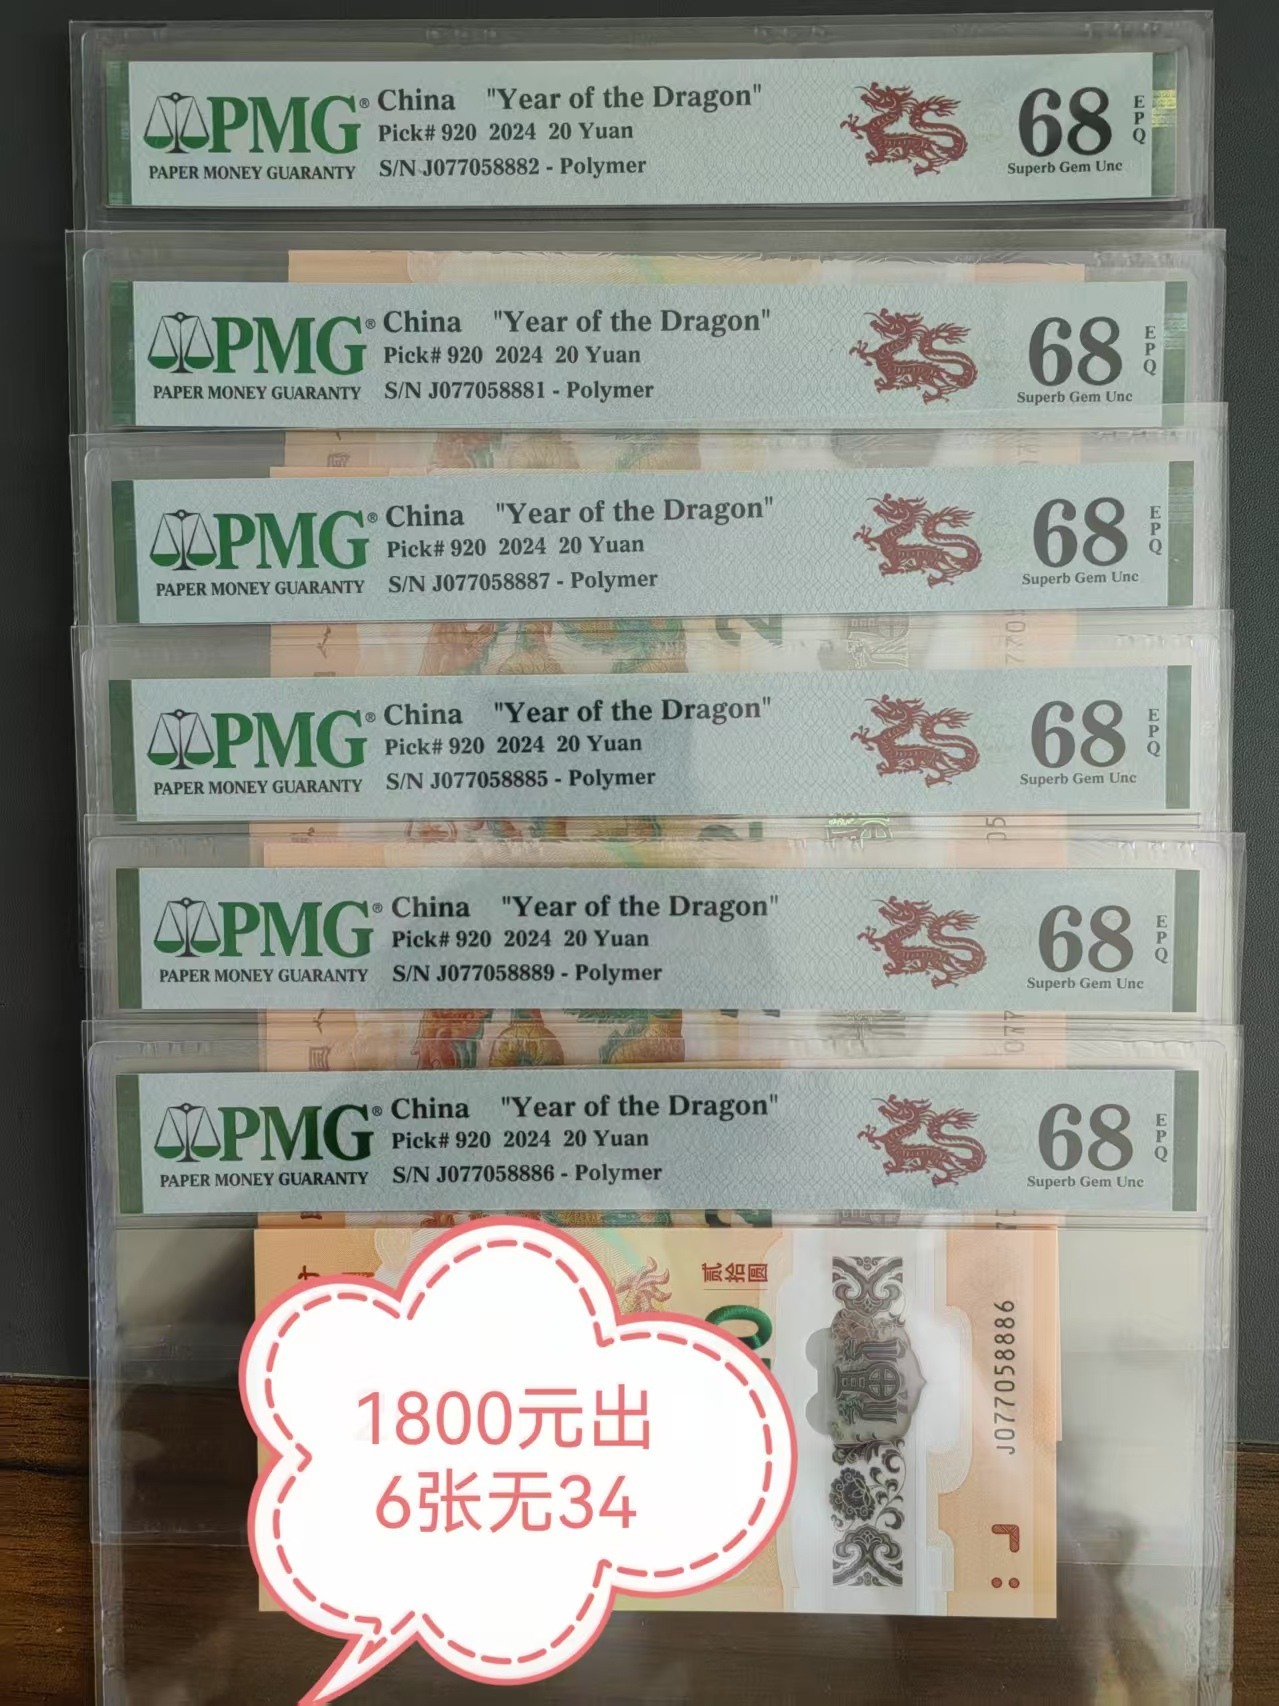 PMG® China "Year of the Dragon" 68 EPQ
Pick# 920 2024 20 Yuan
PAPER MONEY GUARANTY S/N J077058882 - Polymer Superb Gem Unc
PMG® China "Year of the Dragon" 68 EPQ
Pick# 920 2024 20 Yuan
PAPER MONEY GUARANTY S/N J077058881 - Polymer Superb Gem Unc
PMG® China "Year of the Dragon" 68 EPQ
Pick# 920 2024 20 Yuan
PAPER MONEY GUARANTY S/N J077058887 - Polymer Superb Gem Unc
PMG® China "Year of the Dragon" 68 EPQ
Pick# 920 2024 20 Yuan
PAPER MONEY GUARANTY S/N J077058885 - Polymer Superb Gem Unc
PMG® China "Year of the Dragon" 68 EPQ
Pick# 920 2024 20 Yuan
PAPER MONEY GUARANTY S/N J077058889 - Polymer Superb Gem Unc
PMG® China "Year of the Dragon" 68 EPQ
Pick# 920 2024 20 Yuan
PAPER MONEY GUARANTY S/N J077058886 - Polymer Superb Gem Unc
贰拾圆
福
J077058886
1800元出
6张无34